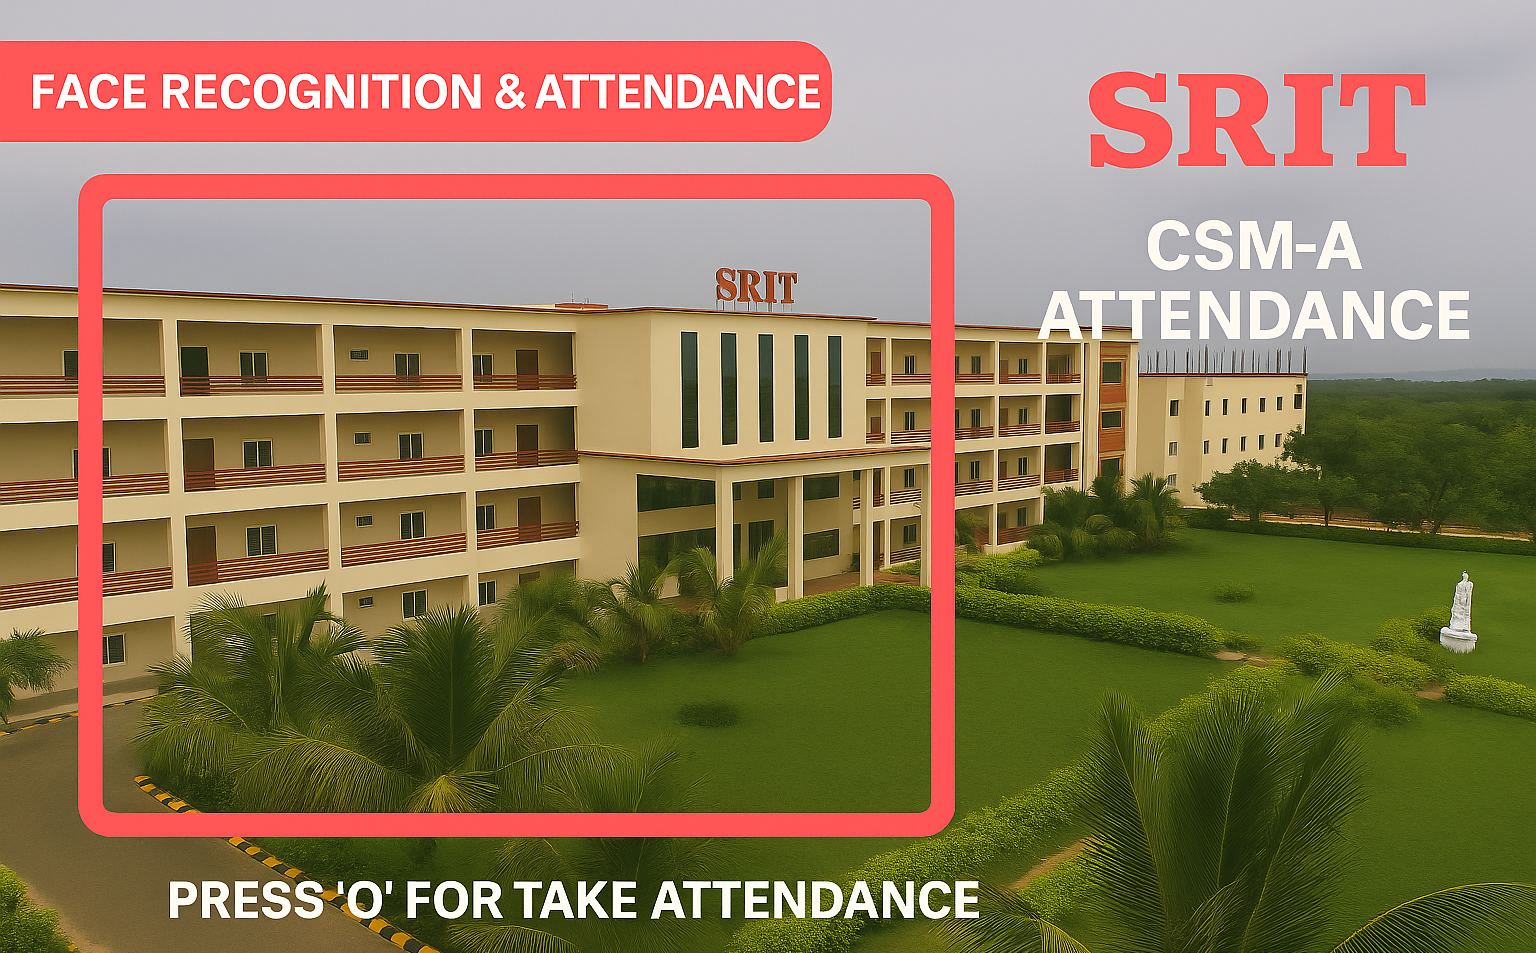 FACE RECOGNITION & ATTENDANCE
SRIT
CSM-A
ATTENDANCE
SRIT
PRESS 'O' FOR TAKE ATTENDANCE